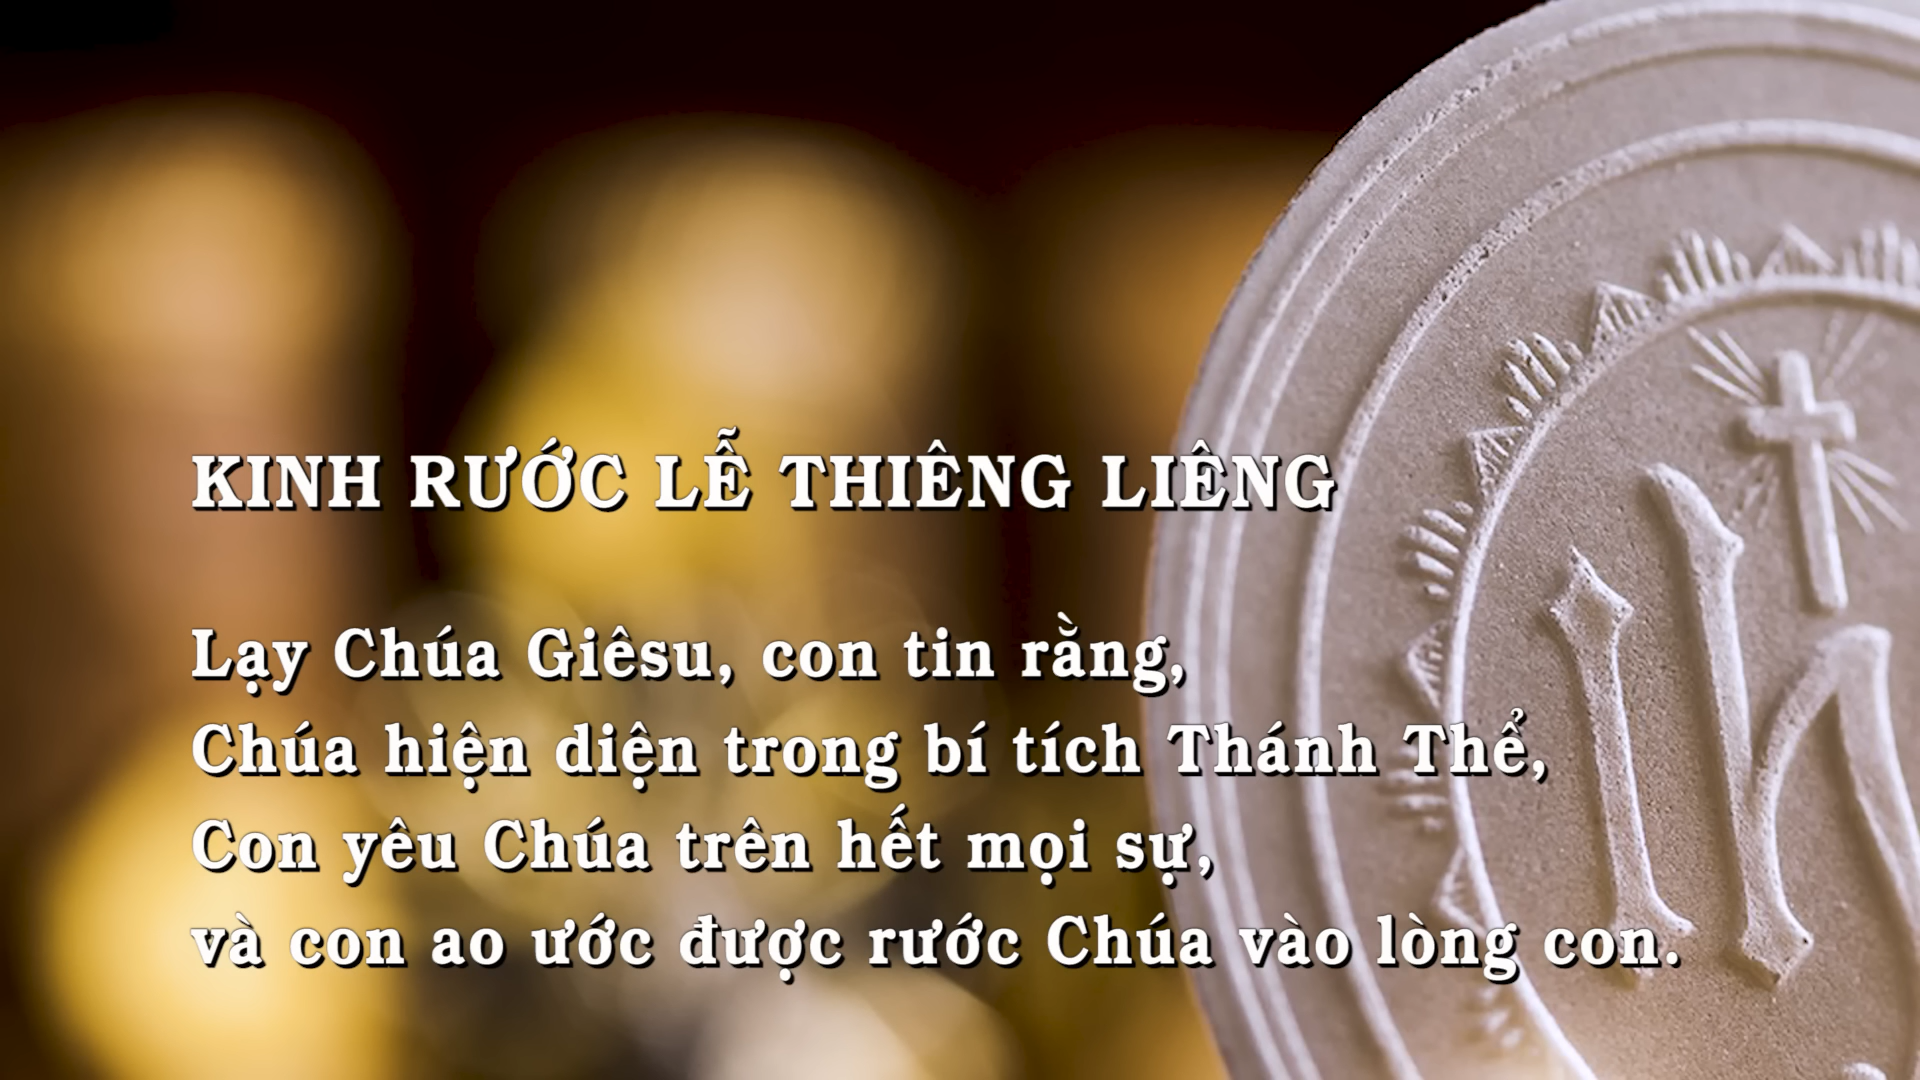 KINH RƯỚC LỄ THIÊNG LIÊNG
Lạy Chúa Giêsu, con tin rằng,
Chúa hiện diện trong bí tích Thánh Thể,
Con yêu Chúa trên hết mọi sự,
và con ao ước được rước Chúa vào lòng con.